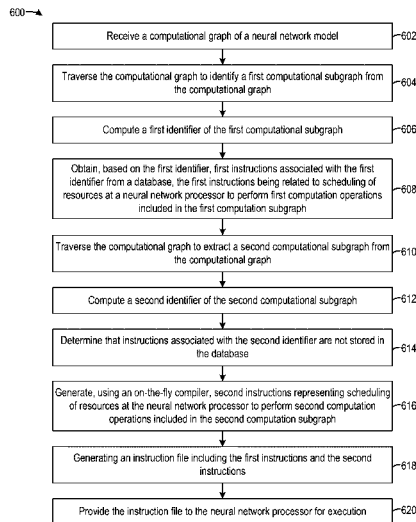 600
Receive a computational graph of a neural network model
602
Traverse the computational graph to identify a first computational subgraph from
the computational graph
604
Compute a first identifier of the first computational subgraph
606
Obtain, based on the first identifier, first instructions associated with the first
identifier from a database, the first instructions being related to scheduling of
resources at a neural network processor to perform first computation operations
included in the first computation subgraph
608
Traverse the computational graph to extract a second computational subgraph from
the computational graph
610
Compute a second identifier of the second computational subgraph
612
Determine that instructions associated with the second identifier are not stored in
the database
614
Generate, using an on-the-fly compiler, second instructions representing scheduling
of resources at the neural network processor to perform second computation
operations included in the second computation subgraph
616
Generating an instruction file including the first instructions and the second
instructions
618
Provide the instruction file to the neural network processor for execution
620